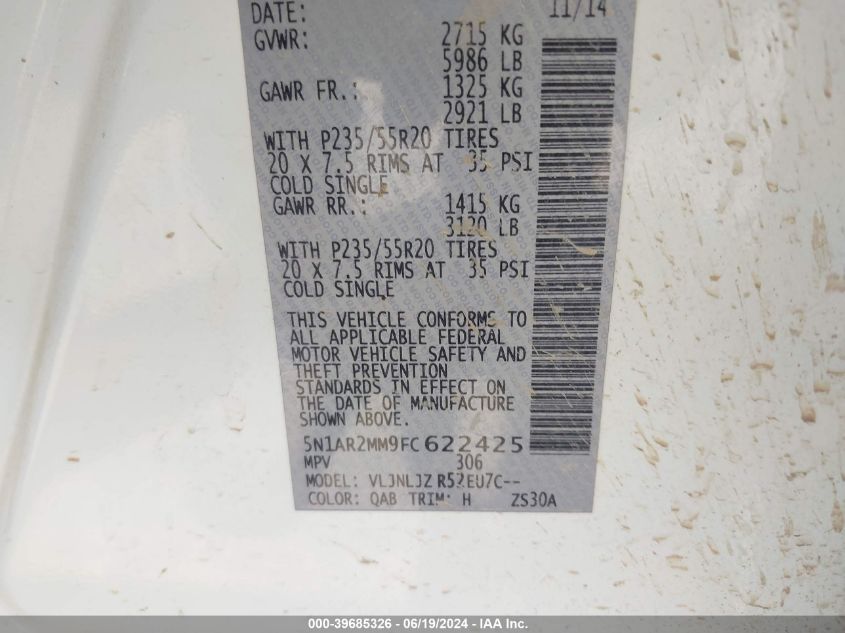 DATE: 11/14
GVWR: 2715 KG
5986 LB
GAWR FR.: 1325 KG
2921 LB
WITH P235/55R20 TIRES
20 X 7.5 RIMS AT 35 PSI
COLD SINGLE
GAWR RR.: 1415 KG
3120 LB
WITH P235/55R20 TIRES
20 X 7.5 RIMS AT 35 PSI
COLD SINGLE
THIS VEHICLE CONFORMS TO
ALL APPLICABLE FEDERAL
MOTOR VEHICLE SAFETY AND
THEFT PREVENTION
STANDARDS IN EFFECT ON
THE DATE OF MANUFACTURE
SHOWN ABOVE.
5N1AR2MM9FC622425
MPV 306
MODEL: R52EU7C--
COLOR: QAB TRIM: H ZS30A
000-39685326 - 06/19/2024 - IAA Inc.